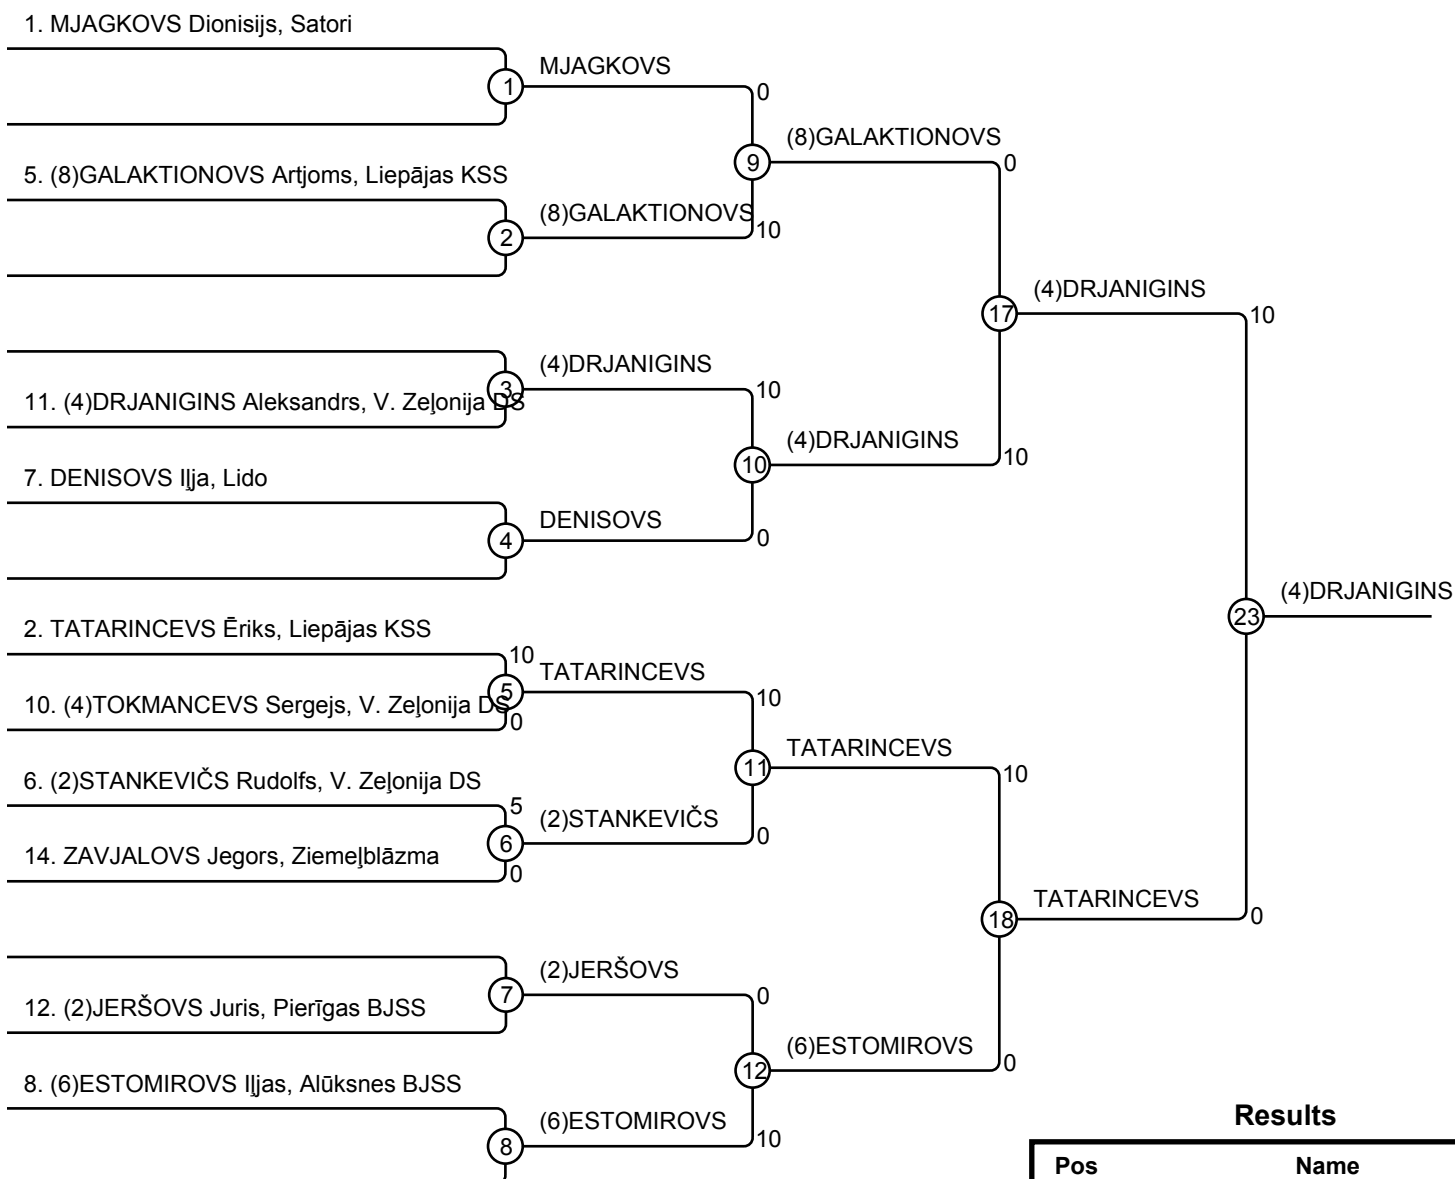 1. MJAGKOVS Dionisijs, Satori
MJAGKOVS
1
0
(8)GALAKTIONOVS
9
0
5. (8)GALAKTIONOVS Artjoms, Liepājas KSS
(8)GALAKTIONOVS
10
2
(4)DRJANIGINS
17
10
(4)DRJANIGINS
3
10
11. (4)DRJANIGINS Aleksandrs, V. Zeļonija DS
(4)DRJANIGINS
10
10
7. DENISOVS Iļja, Lido
DENISOVS
4
0
(4)DRJANIGINS
23
2. TATARINCEVS Ēriks, Liepājas KSS
10
TATARINCEVS
5
10
10. (4)TOKMANCEVS Sergejs, V. Zeļonija DS
0
TATARINCEVS
11
10
6. (2)STANKEVIČS Rudolfs, V. Zeļonija DS
5
(2)STANKEVIČS
6
0
14. ZAVJALOVS Jegors, Ziemeļblāzma
0
TATARINCEVS
18
0
(2)JERŠOVS
7
0
12. (2)JERŠOVS Juris, Pierīgas BJSS
(6)ESTOMIROVS
12
0
8. (6)ESTOMIROVS Iļjas, Alūksnes BJSS
(6)ESTOMIROVS
8
10
Results
Pos Name